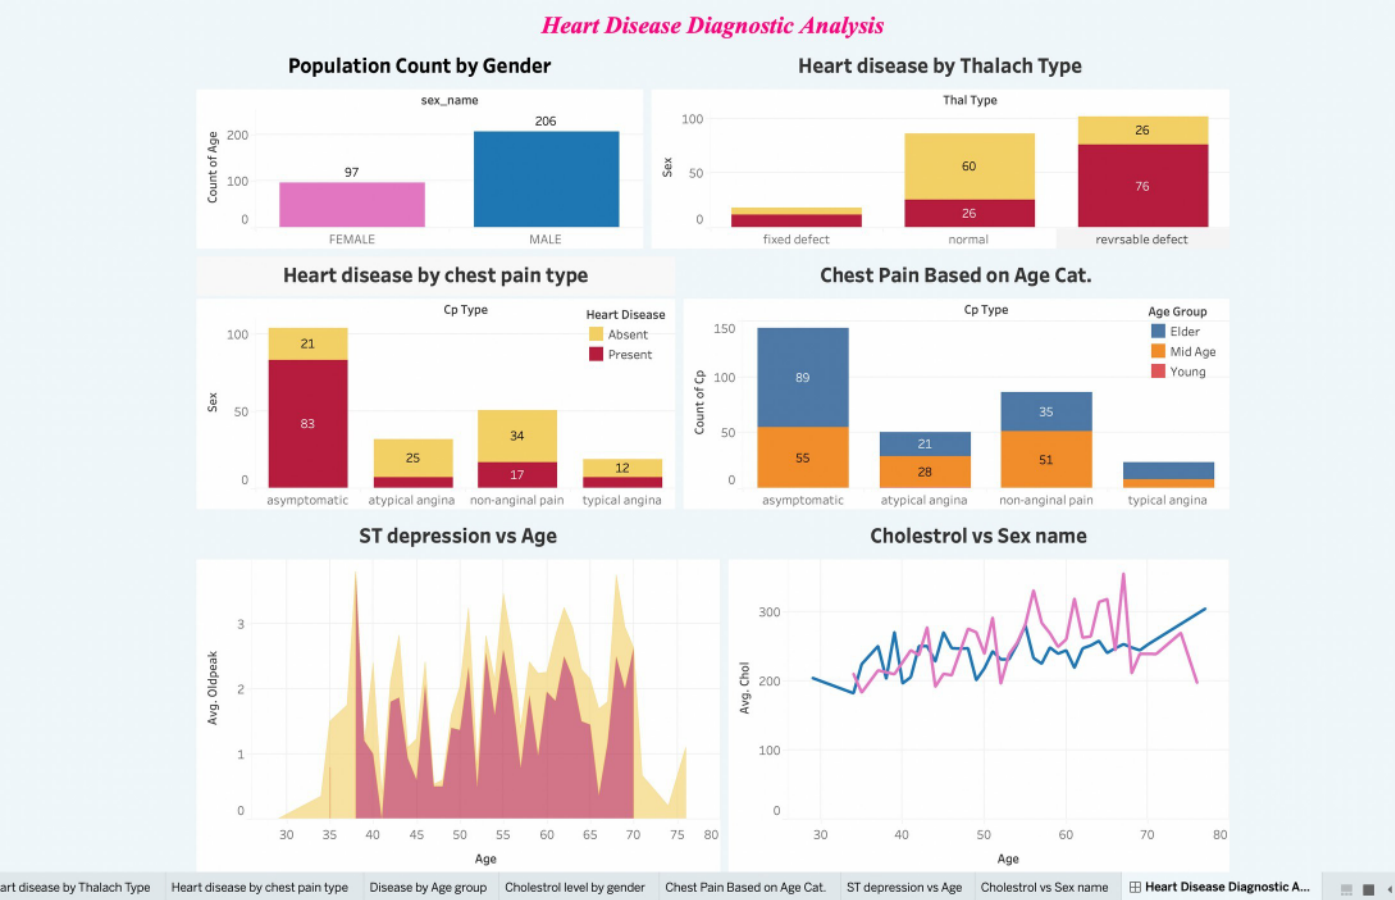 Heart Disease Diagnostic Analysis
Population Count by Gender
sex_name
Count of Age
200
100
0
97
206
FEMALE
MALE
Heart disease by Thalach Type
Thal Type
Sex
100
50
0
60
26
26
76
fixed defect
normal
revrsable defect
Heart disease by chest pain type
Cp Type
Heart Disease
Absent
Present
Sex
100
50
0
21
83
25
34
17
12
asymptomatic
atypical angina
non-anginal pain
typical angina
Chest Pain Based on Age Cat.
Cp Type
Age Group
Elder
Mid Age
Young
Count of Cp
150
100
50
0
89
55
21
28
35
51
asymptomatic
atypical angina
non-anginal pain
typical angina
ST depression vs Age
Avg. Oldpeak
3
2
1
0
30 35 40 45 50 55 60 65 70 75 80
Age
Cholestrol vs Sex name
Avg. Chol
300
200
100
0
30 40 50 60 70 80
Age
art disease by Thalach Type
Heart disease by chest pain type
Disease by Age group
Cholestrol level by gender
Chest Pain Based on Age Cat.
ST depression vs Age
Cholestrol vs Sex name
Heart Disease Diagnostic A...